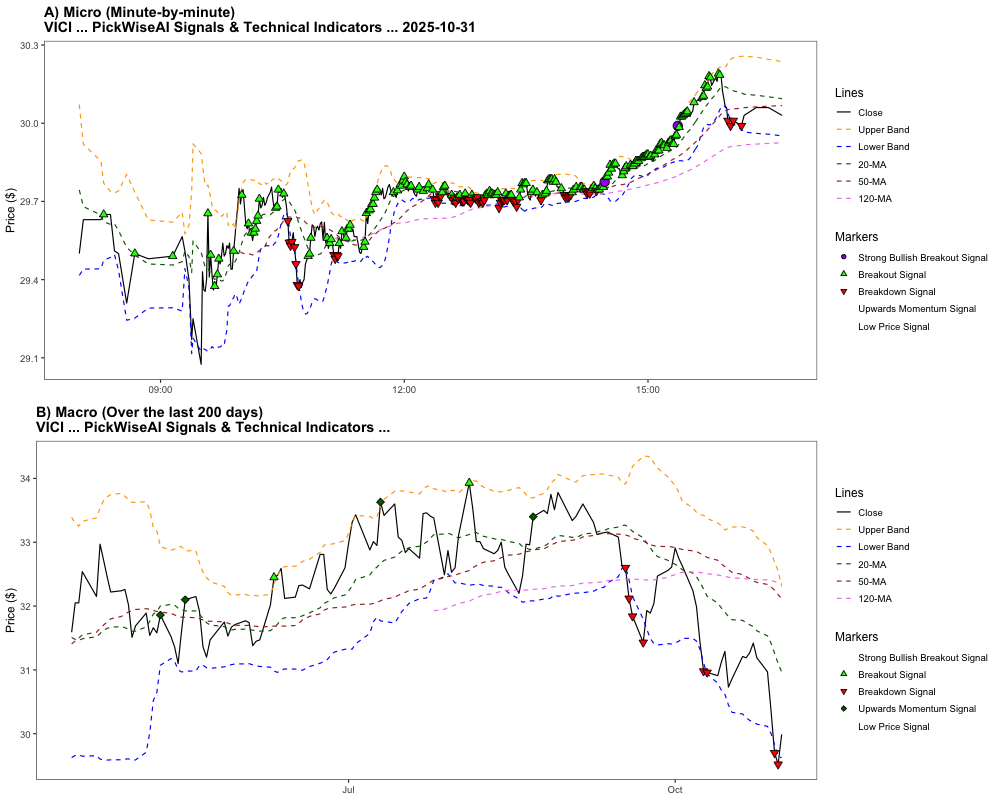 A) Micro (Minute-by-minute)
VICI ... PickWiseAI Signals & Technical Indicators ... 2025-10-31
30.3
30.0
29.7
29.4
29.1
Price ($)
09:00
12:00
15:00
Lines
Close
Upper Band
Lower Band
20-MA
50-MA
120-MA
Markers
Strong Bullish Breakout Signal
Breakout Signal
Breakdown Signal
Upwards Momentum Signal
Low Price Signal
B) Macro (Over the last 200 days)
VICI ... PickWiseAI Signals & Technical Indicators ...
34
33
32
31
30
Price ($)
Jul
Oct
Lines
Close
Upper Band
Lower Band
20-MA
50-MA
120-MA
Markers
Strong Bullish Breakout Signal
Breakout Signal
Breakdown Signal
Upwards Momentum Signal
Low Price Signal